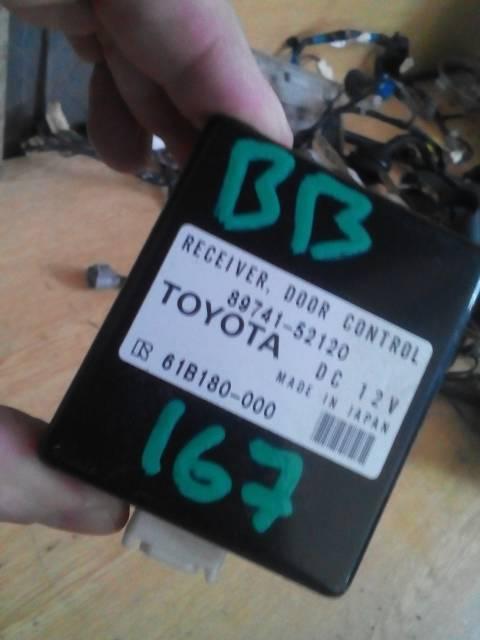 BB
RECEIVER, DOOR CONTROL
89741-52120
TOYOTA DC 12V
MADE IN JAPAN
61B180-000
167